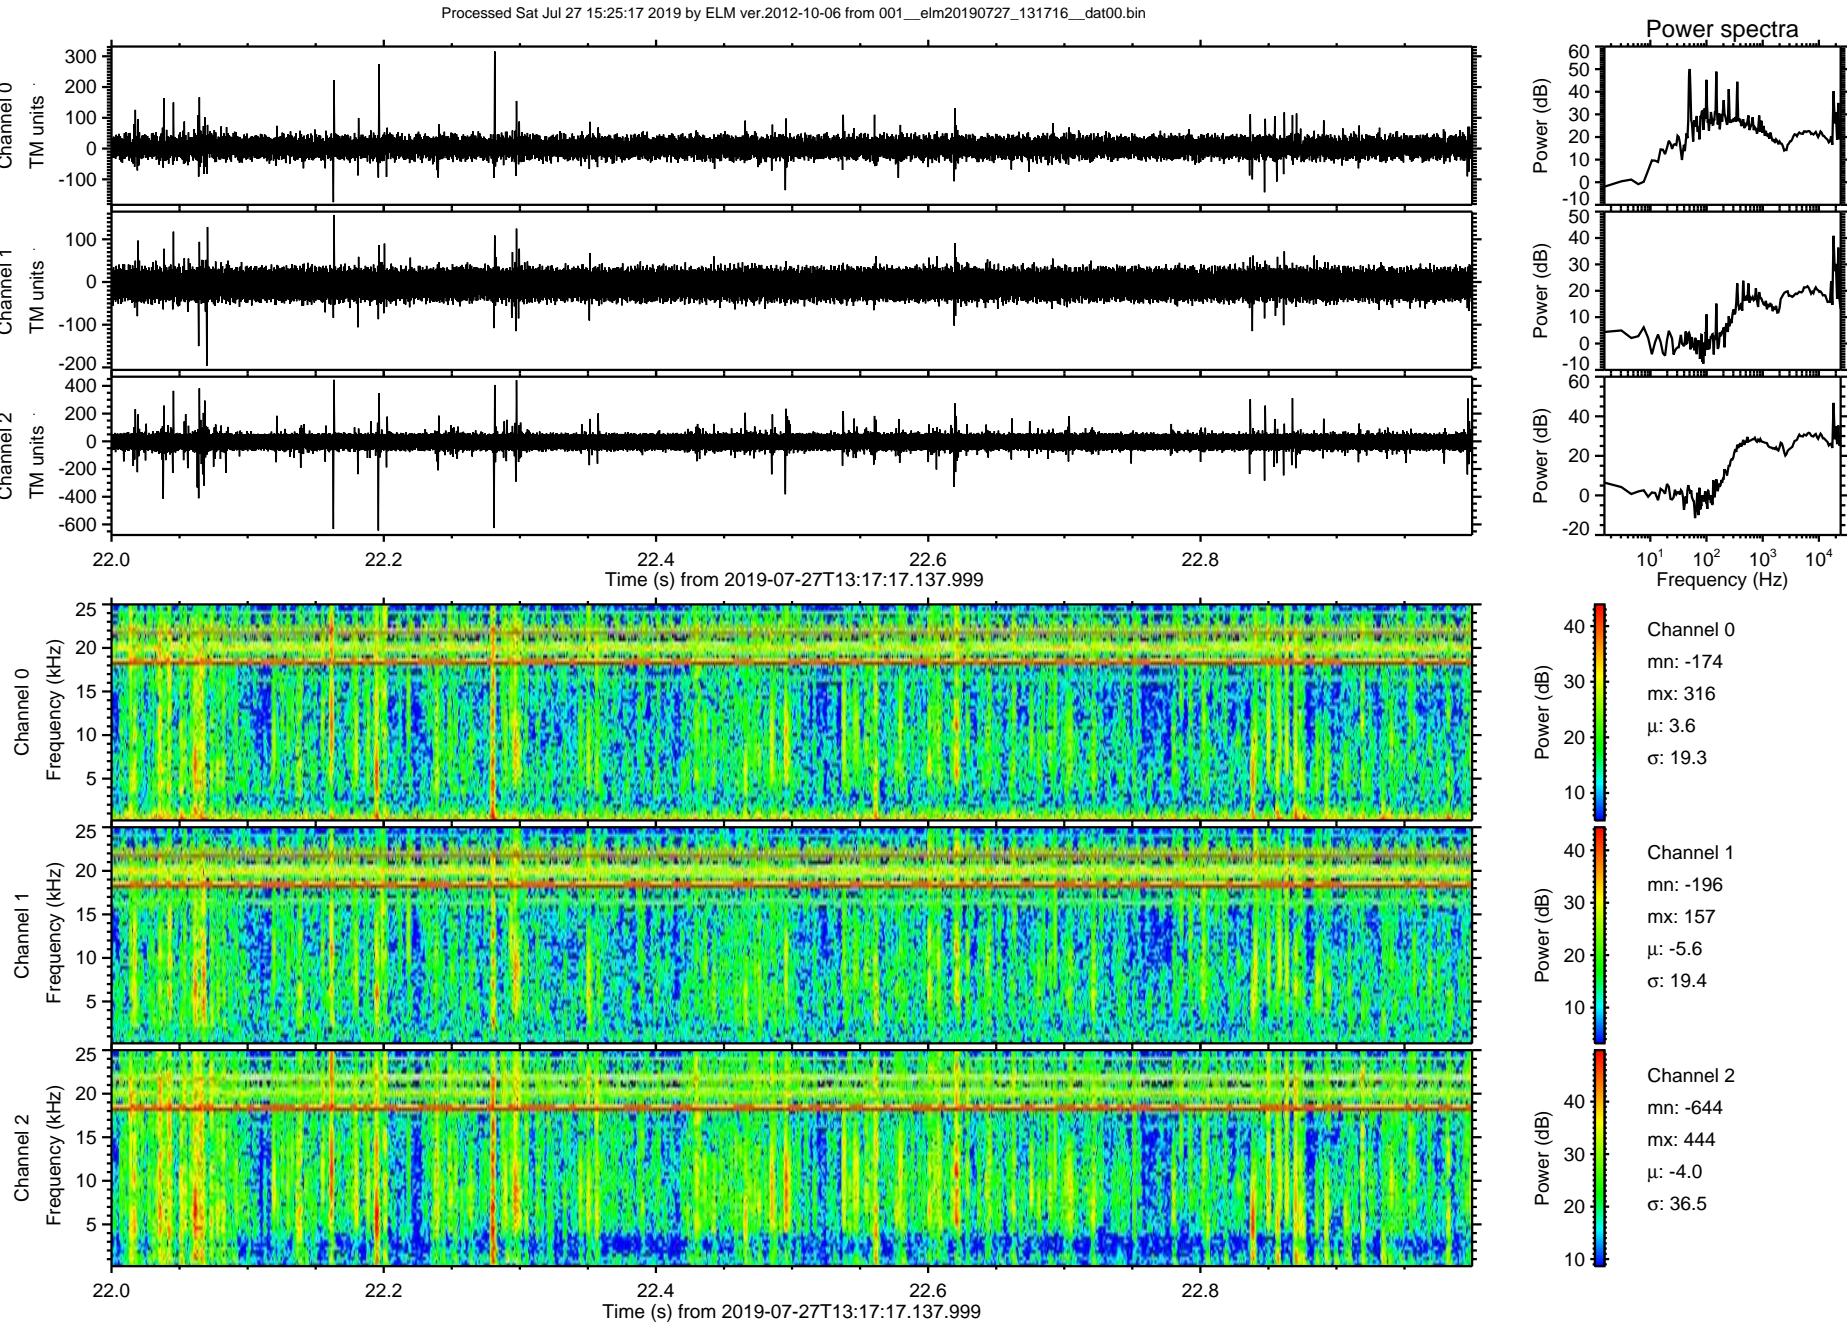 Processed Sat Jul 27 15:25:17 2019 by ELM ver.2012-10-06 from 001__elm20190727_131716__dat00.bin
Power spectra
Channel 0
TM units
300
200
100
0
-100
Power (dB)
60
50
40
30
20
10
0
-10
Channel 1
TM units
100
0
-100
-200
Power (dB)
50
40
30
20
10
0
-10
Channel 2
TM units
400
200
0
-200
-400
-600
Power (dB)
60
40
20
0
-20
22.0 22.2 22.4 22.6 22.8
Time (s) from 2019-07-27T13:17:17.137.999
10^1 10^2 10^3 10^4
Frequency (Hz)
Channel 0
Frequency (kHz)
25
20
15
10
5
Power (dB)
40
30
20
10
Channel 0
mn: -174
mx: 316
μ: 3.6
σ: 19.3
Channel 1
Frequency (kHz)
25
20
15
10
5
Power (dB)
40
30
20
10
Channel 1
mn: -196
mx: 157
μ: -5.6
σ: 19.4
Channel 2
Frequency (kHz)
25
20
15
10
5
Power (dB)
40
30
20
10
Channel 2
mn: -644
mx: 444
μ: -4.0
σ: 36.5
22.0 22.2 22.4 22.6 22.8
Time (s) from 2019-07-27T13:17:17.137.999